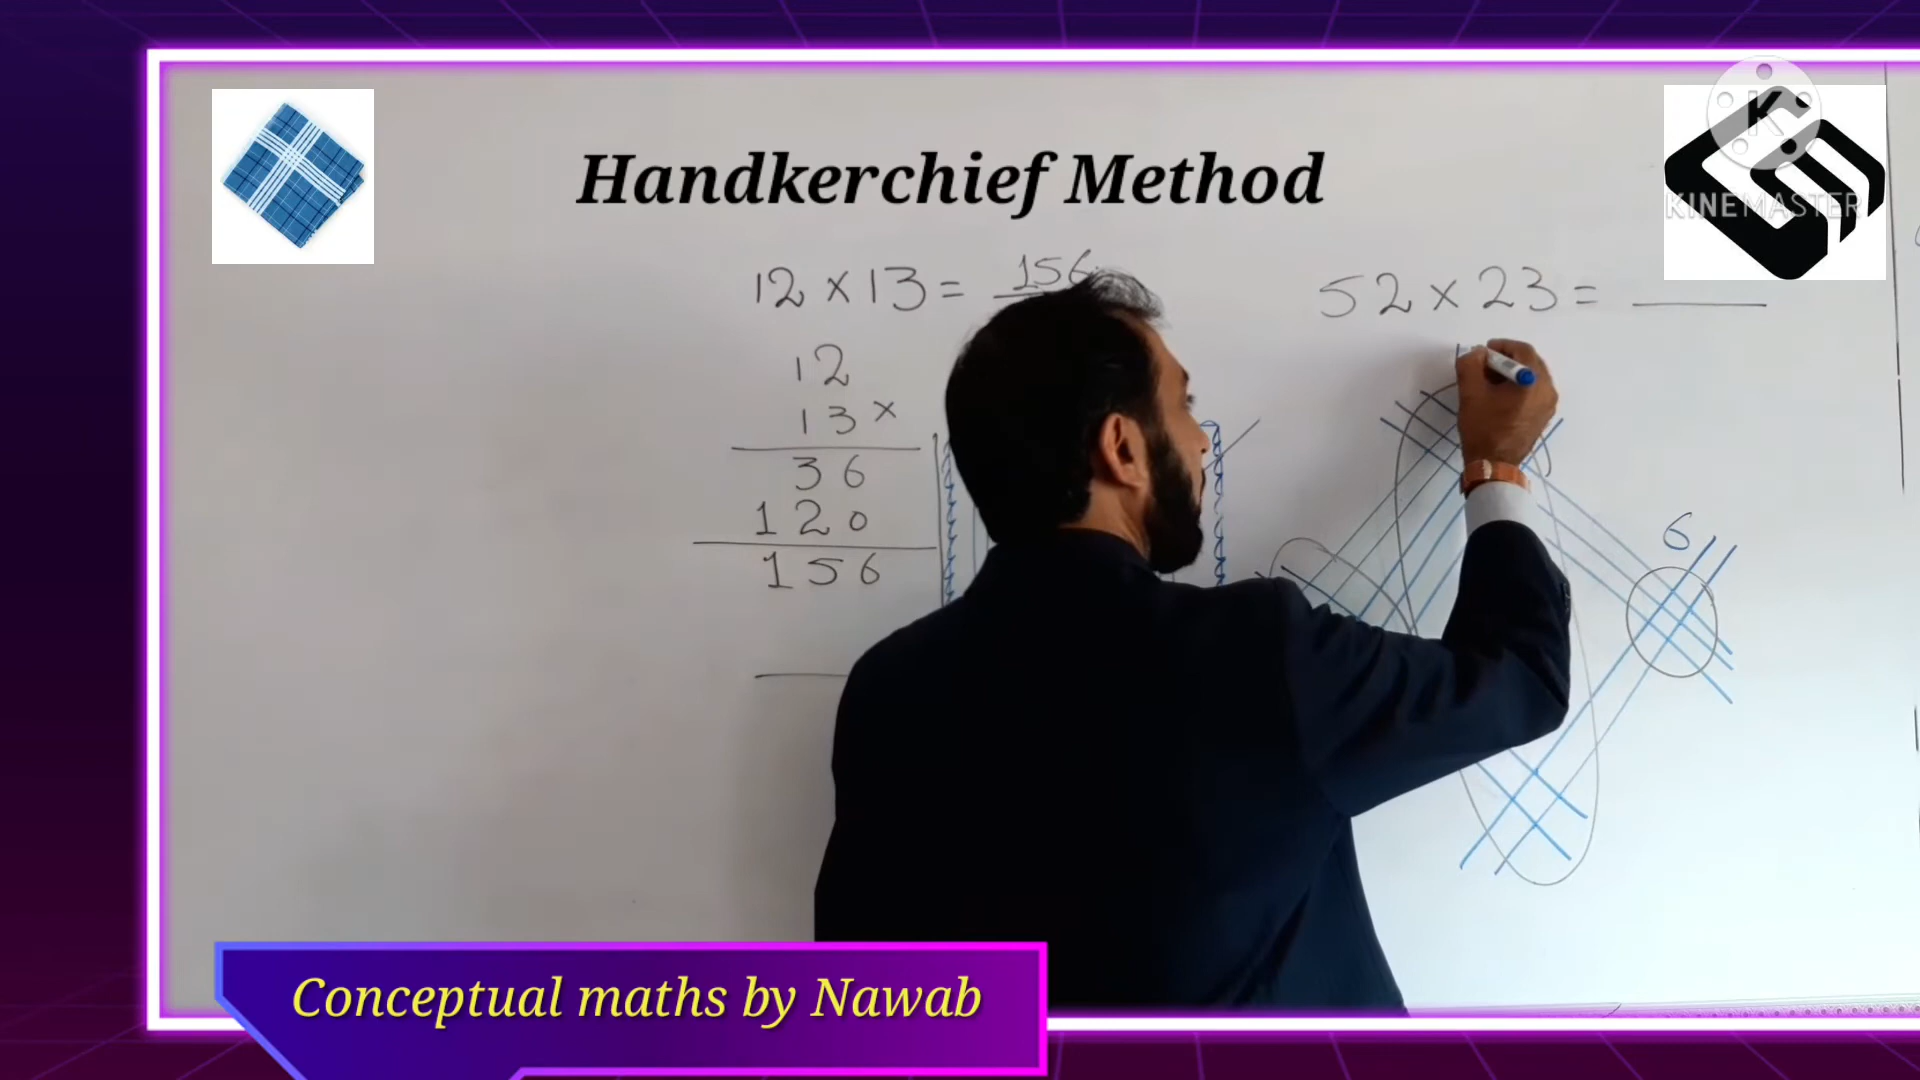 KINEMASTER
Handkerchief Method
12 × 13 = 156
12
13 ×
36
120
156
52 × 23 =
6
Conceptual maths by Nawab